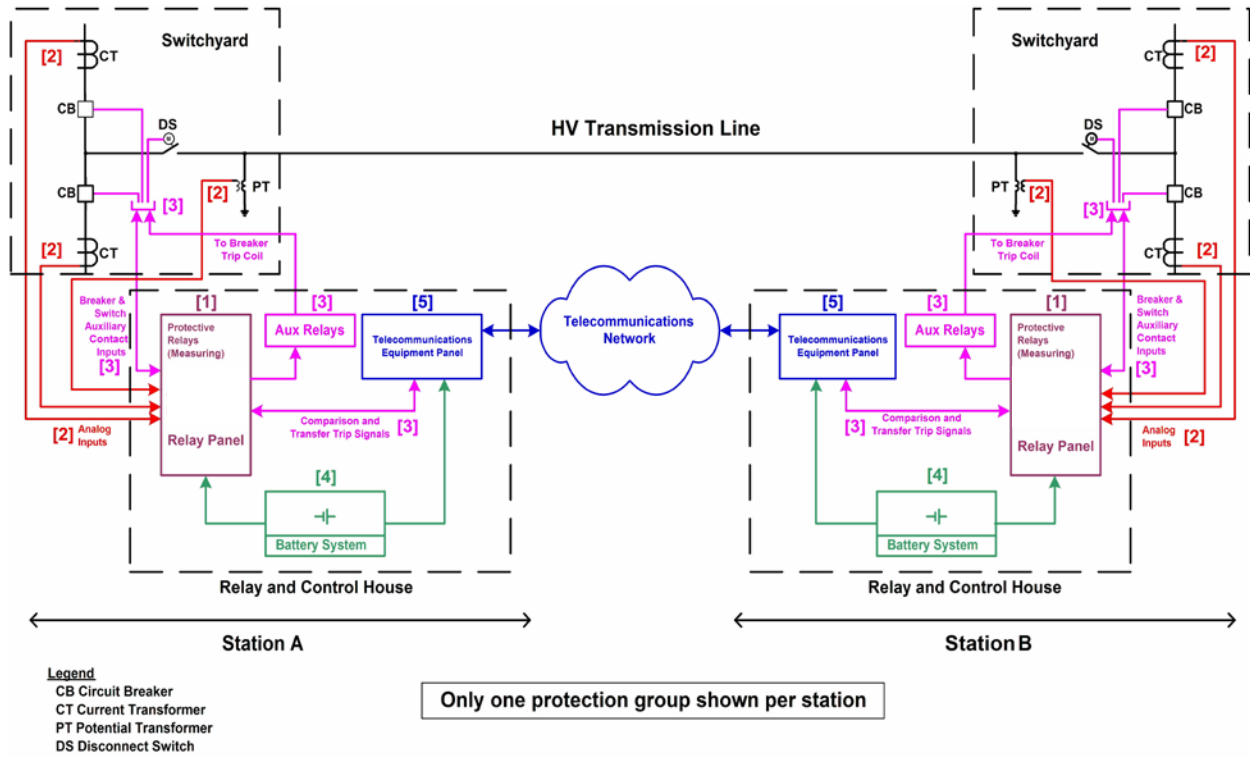 Switchyard
[2]
CT
CB
DS
CB
[2]
PT
[3]
[2]
CT
To Breaker
Trip Coil
HV Transmission Line
Switchyard
[2]
CT
CB
DS
PT
[2]
CB
[3]
[2]
CT
To Breaker
Trip Coil
Breaker &
Switch
Auxiliary
Contact
Inputs
[3]
[1]
Protective
Relays
(Measuring)
Relay Panel
[3]
Aux Relays
[5]
Telecommunications
Equipment Panel
Comparison and
Transfer Trip Signals
[3]
[2]
Analog
Inputs
[4]
Battery System
Relay and Control House
Telecommunications
Network
[5]
Telecommunications
Equipment Panel
[3]
Aux Relays
[1]
Protective
Relays
(Measuring)
Relay Panel
Breaker &
Switch
Auxiliary
Contact
Inputs
[3]
Comparison and
[3] Transfer Trip Signals
Analog
Inputs
[2]
[4]
Battery System
Relay and Control House
Station A
Station B
Legend
CB Circuit Breaker
CT Current Transformer
PT Potential Transformer
DS Disconnect Switch
Only one protection group shown per station